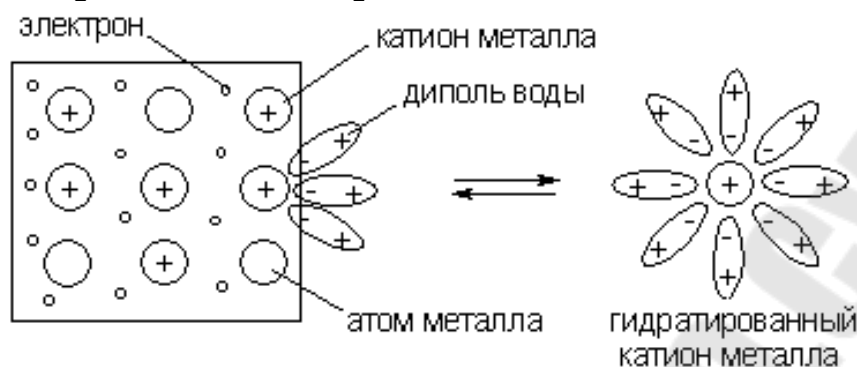 электрон
катион металла
диполь воды
атом металла
гидратированный
катион металла